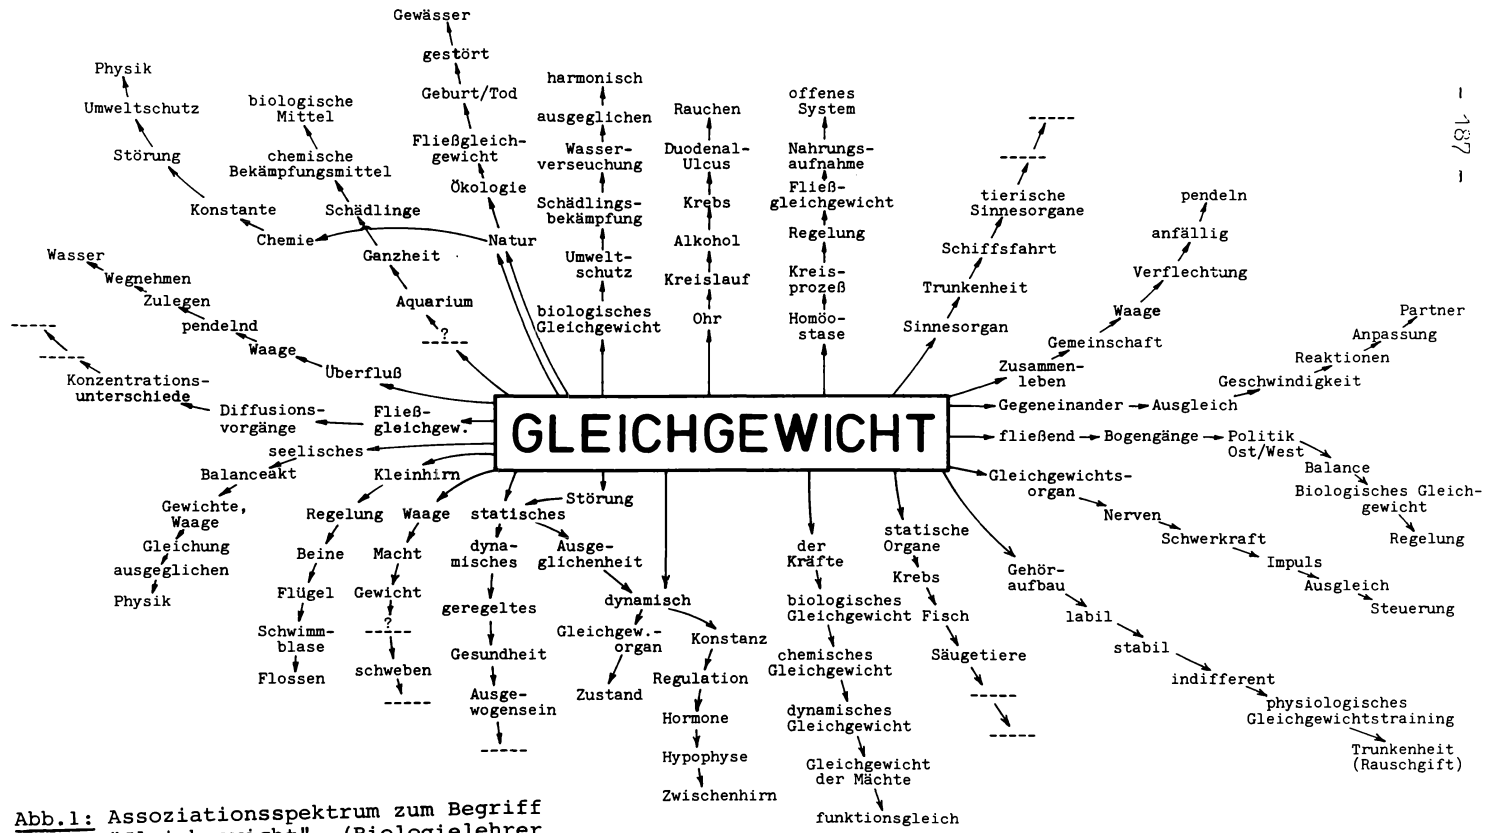 Gewässer
gestört
Geburt/Tod
Fließgleich-
gewicht
Ökologie
Natur
Physik
Umweltschutz
Störung
Konstante
Chemie
biologische
Mittel
chemische
Bekämpfungsmittel
Schädlinge
Ganzheit
Aquarium
?
harmonisch
ausgeglichen
Wasser-
verseuchung
Schädlings-
bekämpfung
Umwelt-
schutz
biologisches
Gleichgewicht
Rauchen
Duodenal-
Ulcus
Krebs
Alkohol
Kreislauf
Ohr
offenes
System
Nahrungs-
aufnahme
Fließ-
gleichgewicht
Regelung
Kreis-
prozeß
Homöo-
stase
tierische
Sinnesorgane
Schiffsfahrt
Trunkenheit
Sinnesorgan
pendeln
anfällig
Verflechtung
Waage
Gemeinschaft
Zusammen-
leben
- 187 -
Partner
Anpassung
Reaktionen
Geschwindigkeit
Ausgleich
Gegeneinander
Wasser
Wegnehmen
Zulegen
pendelnd
Waage
Überfluß
Konzentrations-
unterschiede
Diffusions-
vorgänge
Fließ-
gleichgew.
GLEICHGEWICHT
fließend
Bogengänge
Politik
Ost/West
Balance
Biologisches Gleich-
gewicht
Regelung
seelisches
Balanceakt
Gewichte,
Waage
Gleichung
ausgeglichen
Physik
Kleinhirn
Regelung
Beine
Flügel
Schwimm-
blase
Flossen
Waage
Macht
Gewicht
?
schweben
Störung
statisches
dyna-
misches
geregeltes
Gesundheit
Ausge-
wogensein
Ausge-
glichenheit
dynamisch
Gleichgew.-
organ
Zustand
Konstanz
Regulation
Hormone
Hypophyse
Zwischenhirn
der
Kräfte
biologisches
Gleichgewicht
chemisches
Gleichgewicht
dynamisches
Gleichgewicht
Gleichgewicht
der Mächte
funktionsgleich
statische
Organe
Krebs
Fisch
Säugetiere
Gehör-
aufbau
labil
stabil
indifferent
physiologisches
Gleichgewichtstraining
Trunkenheit
(Rauschgift)
Gleichgewichts-
organ
Nerven
Schwerkraft
Impuls
Ausgleich
Steuerung
Abb.1: Assoziationsspektrum zum Begriff
"Gleichgewicht" (Biologielehrer